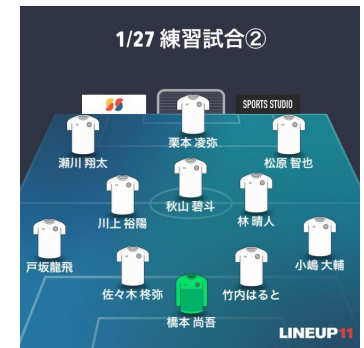 1/27 練習試合②
SPORTS STUDIO
栗本 凌弥
瀬川 翔太
松原 智也
秋山 碧斗
川上 裕陽
林 晴人
戸坂龍飛
小嶋 大輔
佐々木 柊弥
竹内はると
橋本 尚吾
LINEUP11